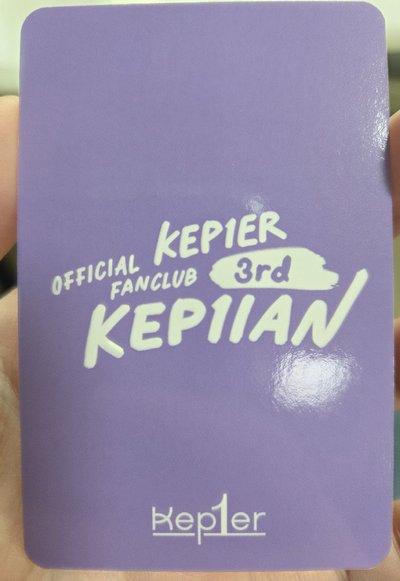 KEP1ER
OFFICIAL
FANCLUB
3rd
KEP1IAN
Kep1er